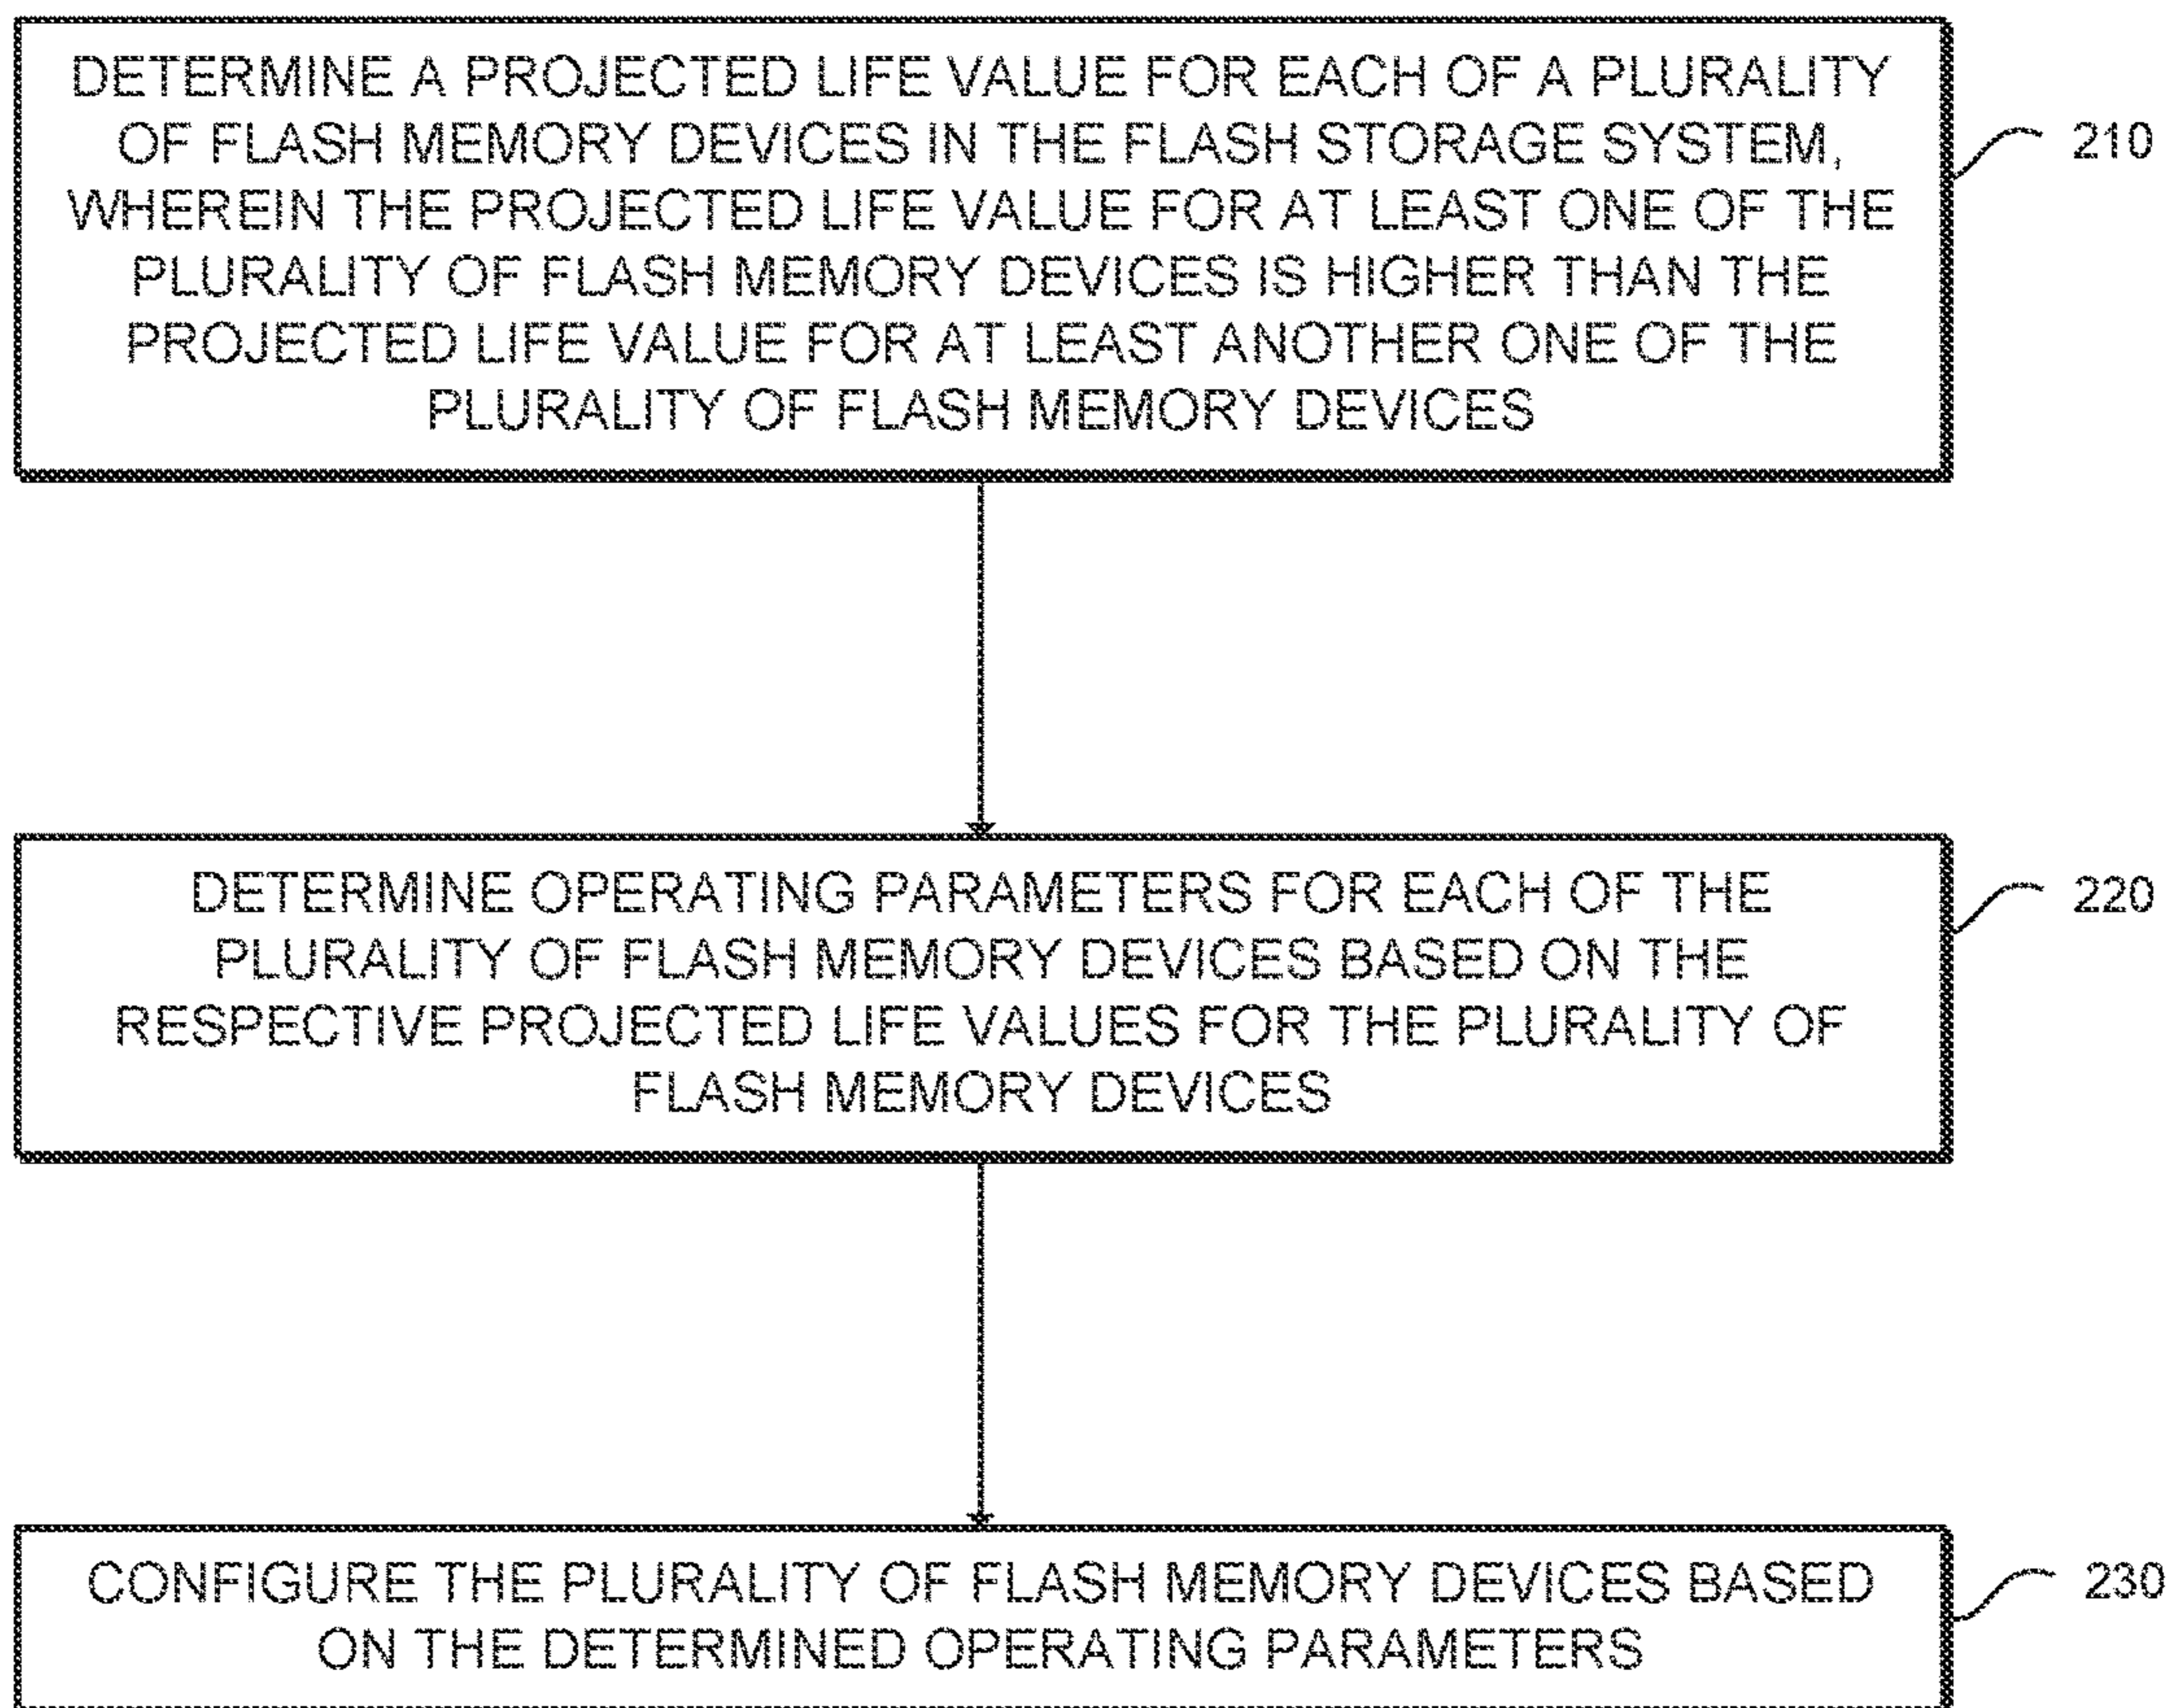 DETERMINE A PROJECTED LIFE VALUE FOR EACH OF A PLURALITY
OF FLASH MEMORY DEVICES IN THE FLASH STORAGE SYSTEM,
WHEREIN THE PROJECTED LIFE VALUE FOR AT LEAST ONE OF THE
PLURALITY OF FLASH MEMORY DEVICES IS HIGHER THAN THE
PROJECTED LIFE VALUE FOR AT LEAST ANOTHER ONE OF THE
PLURALITY OF FLASH MEMORY DEVICES
210
DETERMINE OPERATING PARAMETERS FOR EACH OF THE
PLURALITY OF FLASH MEMORY DEVICES BASED ON THE
RESPECTIVE PROJECTED LIFE VALUES FOR THE PLURALITY OF
FLASH MEMORY DEVICES
220
CONFIGURE THE PLURALITY OF FLASH MEMORY DEVICES BASED
ON THE DETERMINED OPERATING PARAMETERS
230